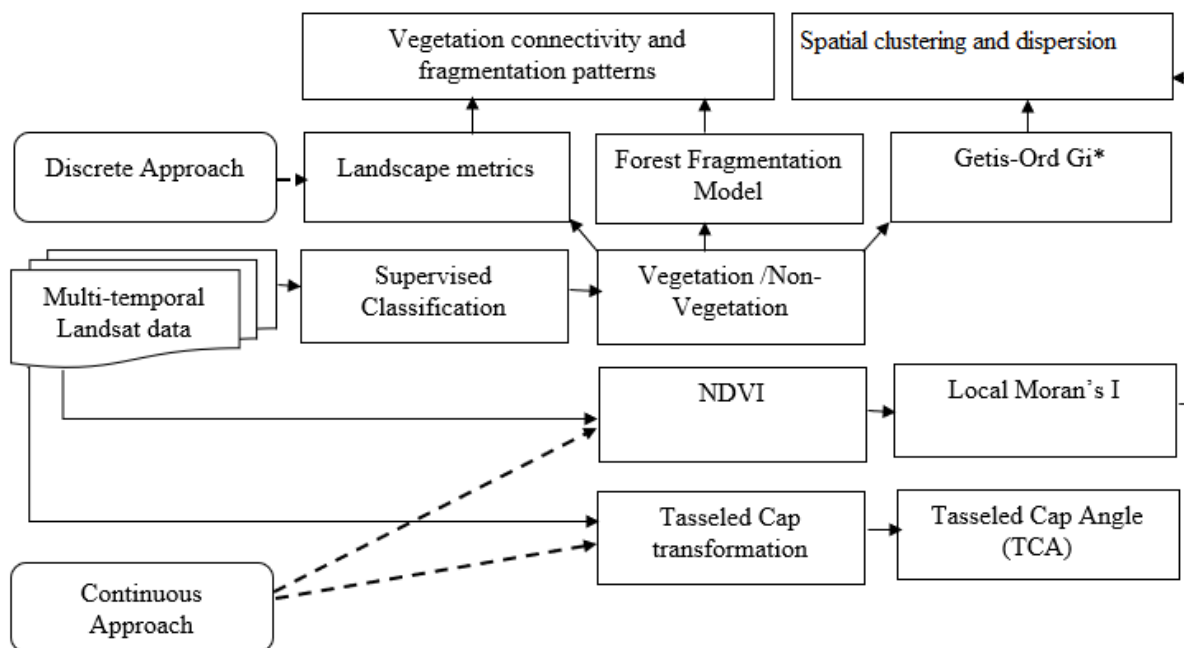 Vegetation connectivity and
fragmentation patterns
Spatial clustering and dispersion
Discrete Approach
Landscape metrics
Forest Fragmentation
Model
Getis-Ord Gi*
Multi-temporal
Landsat data
Supervised
Classification
Vegetation /Non-
Vegetation
NDVI
Local Moran’s I
Tasseled Cap
transformation
Tasseled Cap Angle
(TCA)
Continuous
Approach